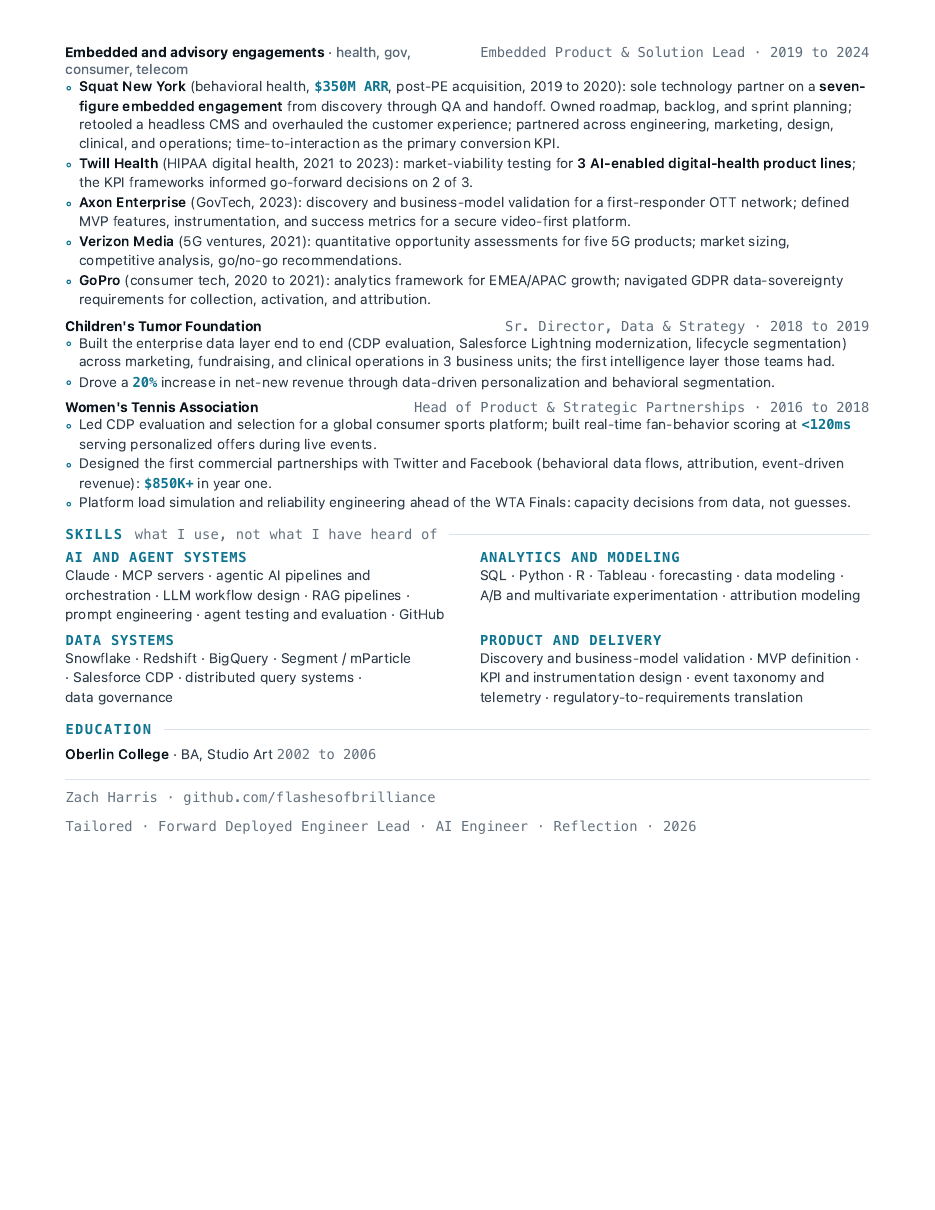 Embedded and advisory engagements · health, gov, consumer, telecom
Embedded Product & Solution Lead · 2019 to 2024
Squat New York (behavioral health, $350M ARR, post-PE acquisition, 2019 to 2020): sole technology partner on a seven-
figure embedded engagement from discovery through QA and handoff. Owned roadmap, backlog, and sprint planning;
retooled a headless CMS and overhauled the customer experience; partnered across engineering, marketing, design,
clinical, and operations; time-to-interaction as the primary conversion KPI.
Twill Health (HIPAA digital health, 2021 to 2023): market-viability testing for 3 AI-enabled digital-health product lines;
the KPI frameworks informed go-forward decisions on 2 of 3.
Axon Enterprise (GovTech, 2023): discovery and business-model validation for a first-responder OTT network; defined
MVP features, instrumentation, and success metrics for a secure video-first platform.
Verizon Media (5G ventures, 2021): quantitative opportunity assessments for five 5G products; market sizing,
competitive analysis, go/no-go recommendations.
GoPro (consumer tech, 2020 to 2021): analytics framework for EMEA/APAC growth; navigated GDPR data-sovereignty
requirements for collection, activation, and attribution.
Children's Tumor Foundation
Sr. Director, Data & Strategy · 2018 to 2019
Built the enterprise data layer end to end (CDP evaluation, Salesforce Lightning modernization, lifecycle segmentation)
across marketing, fundraising, and clinical operations in 3 business units; the first intelligence layer those teams had.
Drove a 20% increase in net-new revenue through data-driven personalization and behavioral segmentation.
Women's Tennis Association
Head of Product & Strategic Partnerships · 2016 to 2018
Led CDP evaluation and selection for a global consumer sports platform; built real-time fan-behavior scoring at <120ms
serving personalized offers during live events.
Designed the first commercial partnerships with Twitter and Facebook (behavioral data flows, attribution, event-driven
revenue): $850K+ in year one.
Platform load simulation and reliability engineering ahead of the WTA Finals: capacity decisions from data, not guesses.
SKILLS what I use, not what I have heard of
AI AND AGENT SYSTEMS
Claude · MCP servers · agentic AI pipelines and
orchestration · LLM workflow design · RAG pipelines ·
prompt engineering · agent testing and evaluation · GitHub
ANALYTICS AND MODELING
SQL · Python · R · Tableau · forecasting · data modeling ·
A/B and multivariate experimentation · attribution modeling
DATA SYSTEMS
Snowflake · Redshift · BigQuery · Segment / mParticle
· Salesforce CDP · distributed query systems ·
data governance
PRODUCT AND DELIVERY
Discovery and business-model validation · MVP definition ·
KPI and instrumentation design · event taxonomy and
telemetry · regulatory-to-requirements translation
EDUCATION
Oberlin College · BA, Studio Art 2002 to 2006
Zach Harris · github.com/flashesofbrilliance
Tailored · Forward Deployed Engineer Lead · AI Engineer · Reflection · 2026